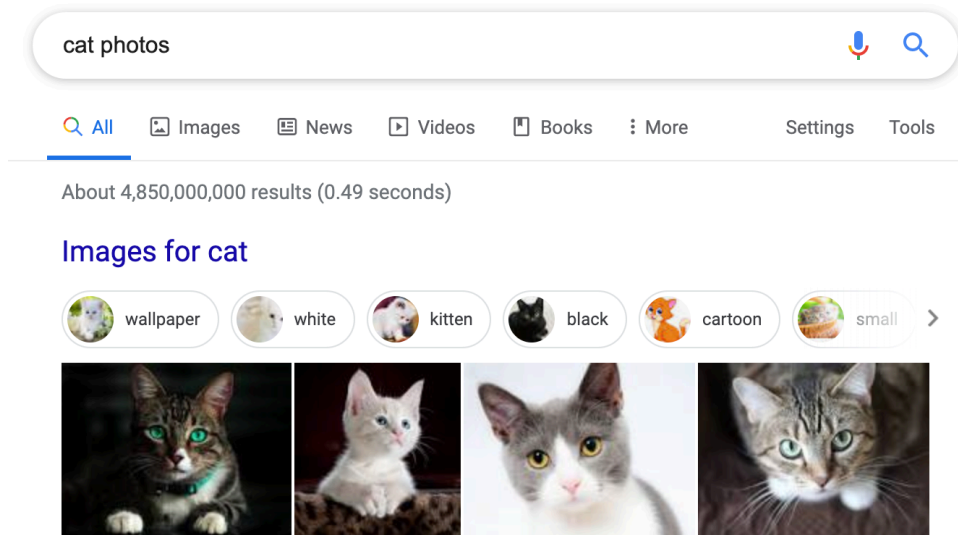 cat photos
All Images News Videos Books More Settings Tools
About 4,850,000,000 results (0.49 seconds)
Images for cat
wallpaper white kitten black cartoon small